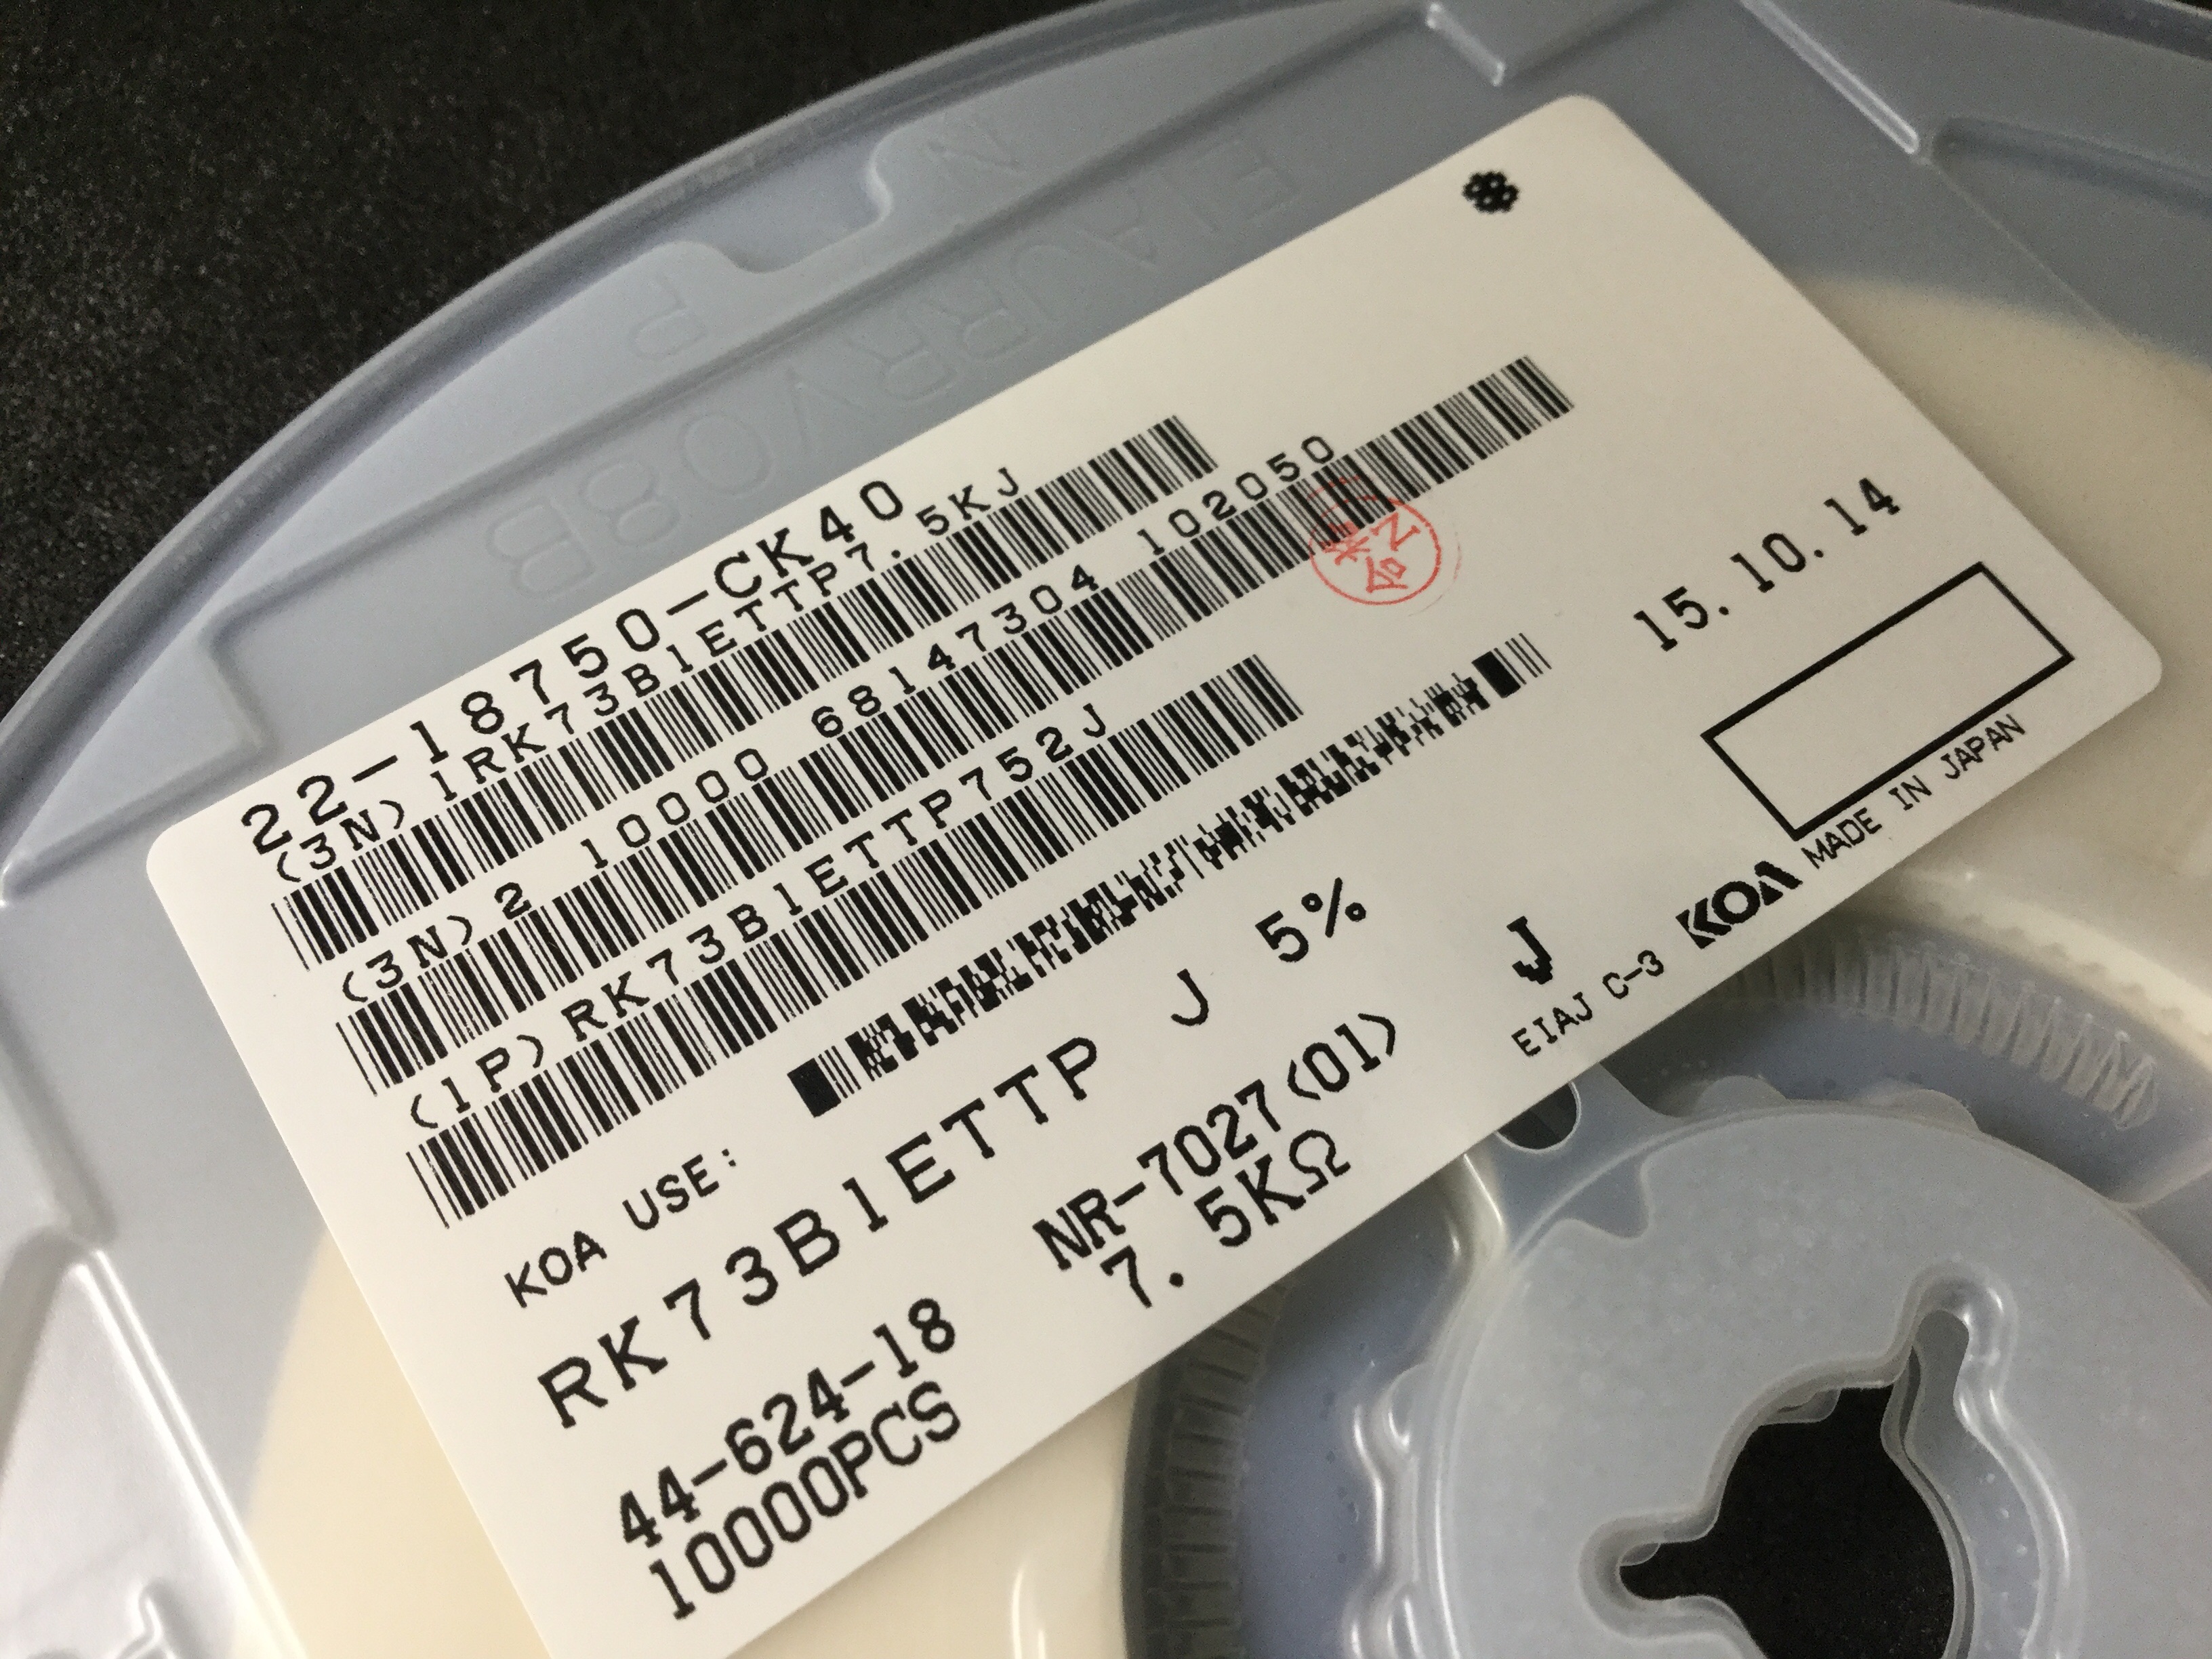 22-18750-CK40
(3N)1RK73B1ETTP7.5KJ
(3N)2 10000 68147304 102050
(1P)RK73B1ETTP752J
KOA USE:
RK73B1ETTP J 5%
44-624-18 NR-7027(01) J
10000PCS 7.5KΩ
15.10.14
EIAJ C-3 KOA MADE IN JAPAN
EIAJRRV08B
P
N